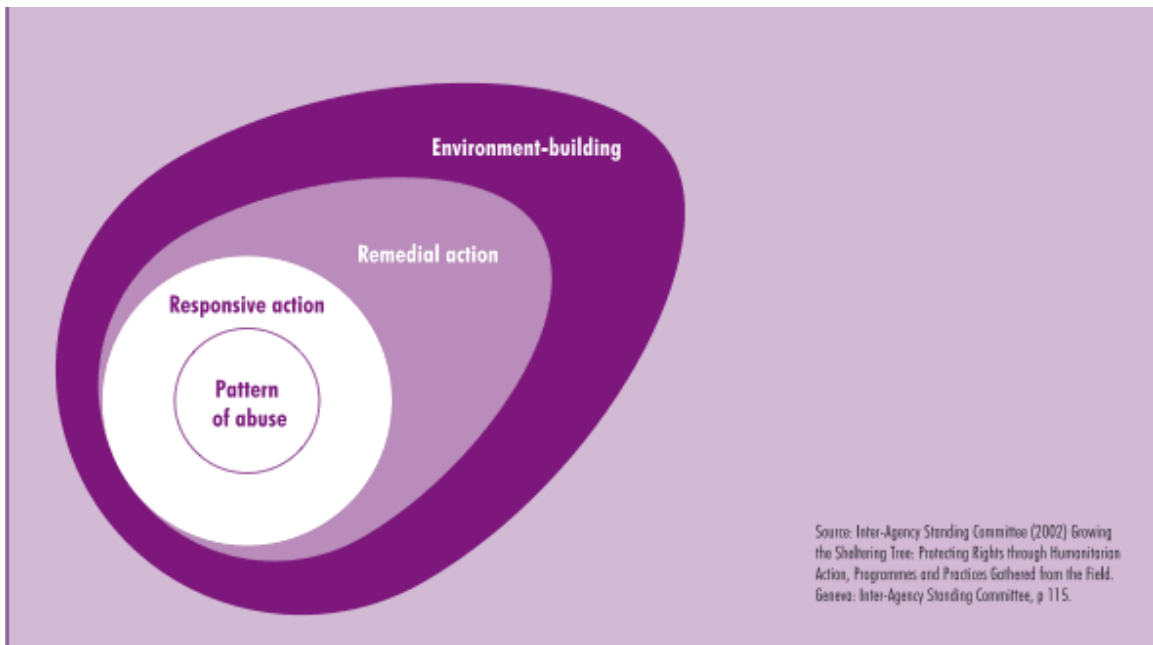 Environment-building
Remedial action
Responsive action
Pattern
of abuse
Source: Inter-Agency Standing Committee (2002) Growing
the Sheltering Tree: Protecting Rights through Humanitarian
Action, Programmes and Practices Gathered from the Field.
Geneva: Inter-Agency Standing Committee, p 115.